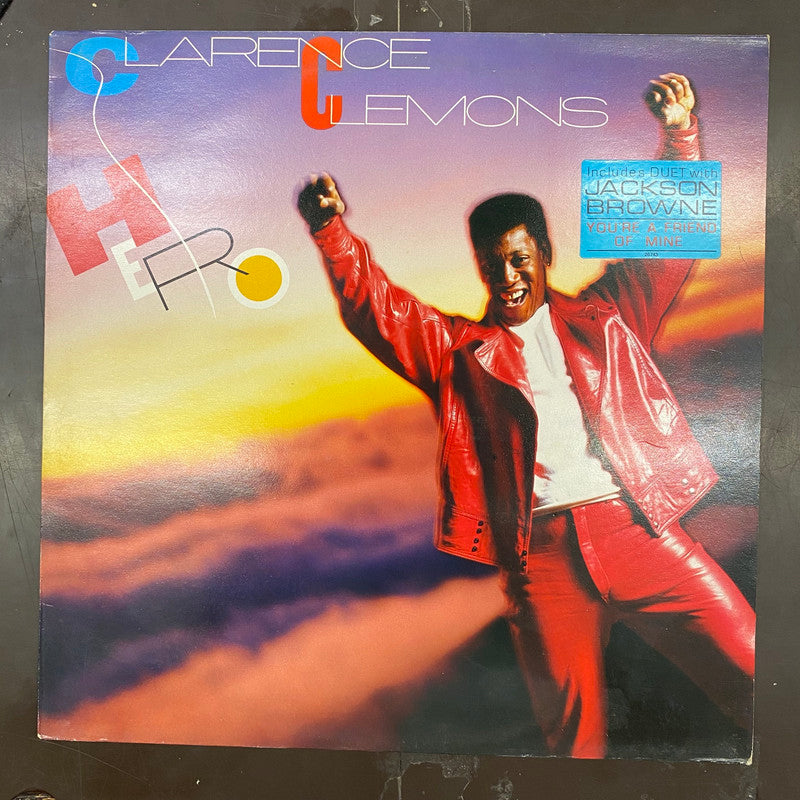 CLARENCE
CLEMONS
HERO
Includes DUET with
JACKSON
BROWNE
YOU'RE A FRIEND
OF MINE